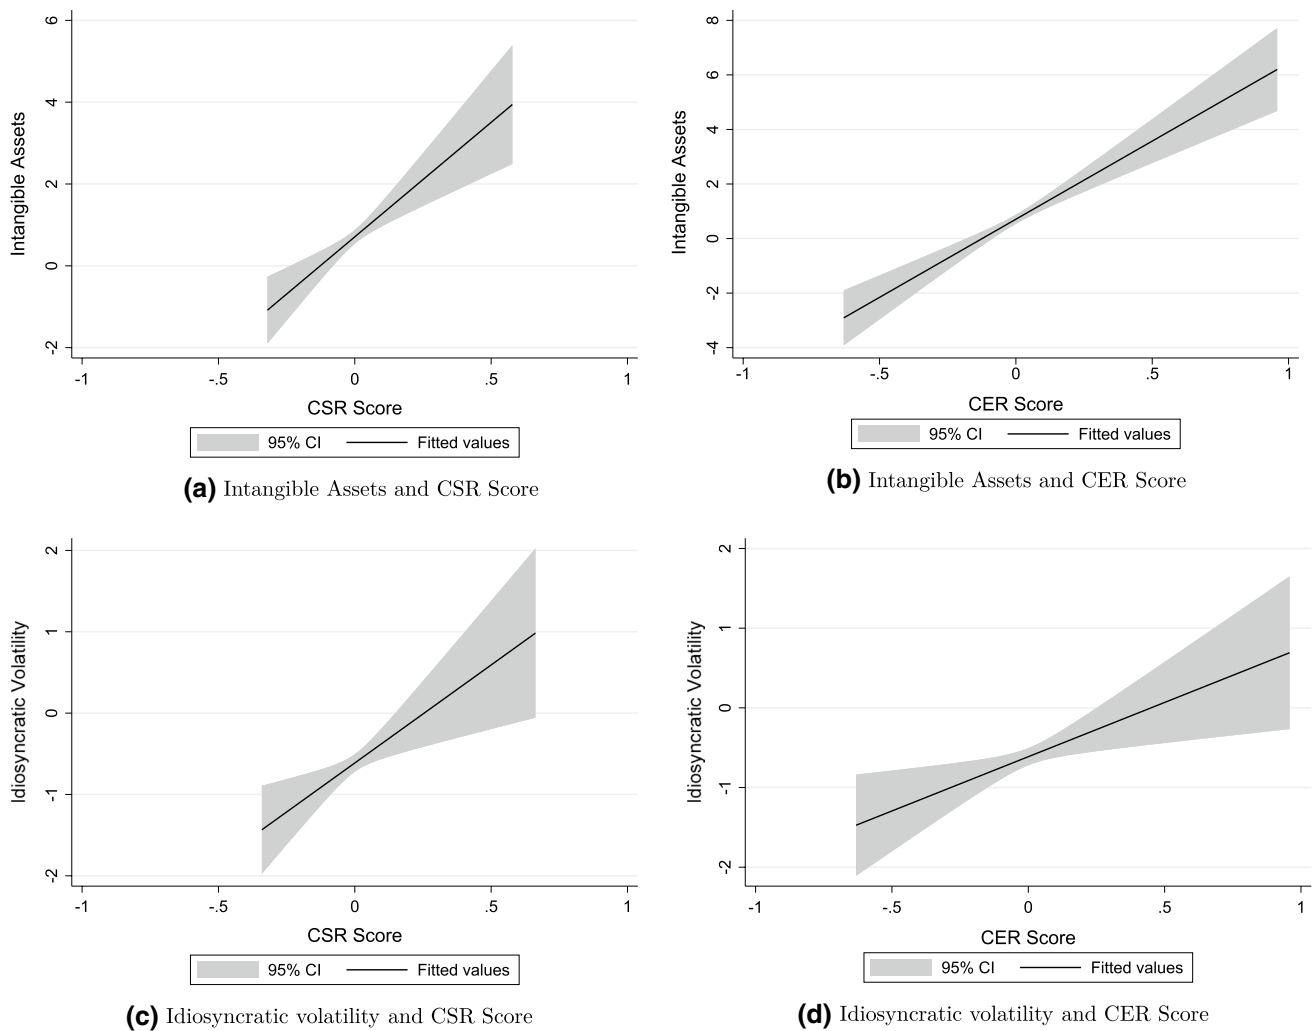 6
4
2
0
-2
Intangible Assets
-1 -.5 0 .5 1
CSR Score
95% CI Fitted values
(a) Intangible Assets and CSR Score
8
6
4
2
0
-2
-4
Intangible Assets
-1 -.5 0 .5 1
CER Score
95% CI Fitted values
(b) Intangible Assets and CER Score
2
1
0
-1
-2
Idiosyncratic Volatility
-1 -.5 0 .5 1
CSR Score
95% CI Fitted values
(c) Idiosyncratic volatility and CSR Score
2
1
0
-1
-2
Idiosyncratic Volatility
-1 -.5 0 .5 1
CER Score
95% CI Fitted values
(d) Idiosyncratic volatility and CER Score